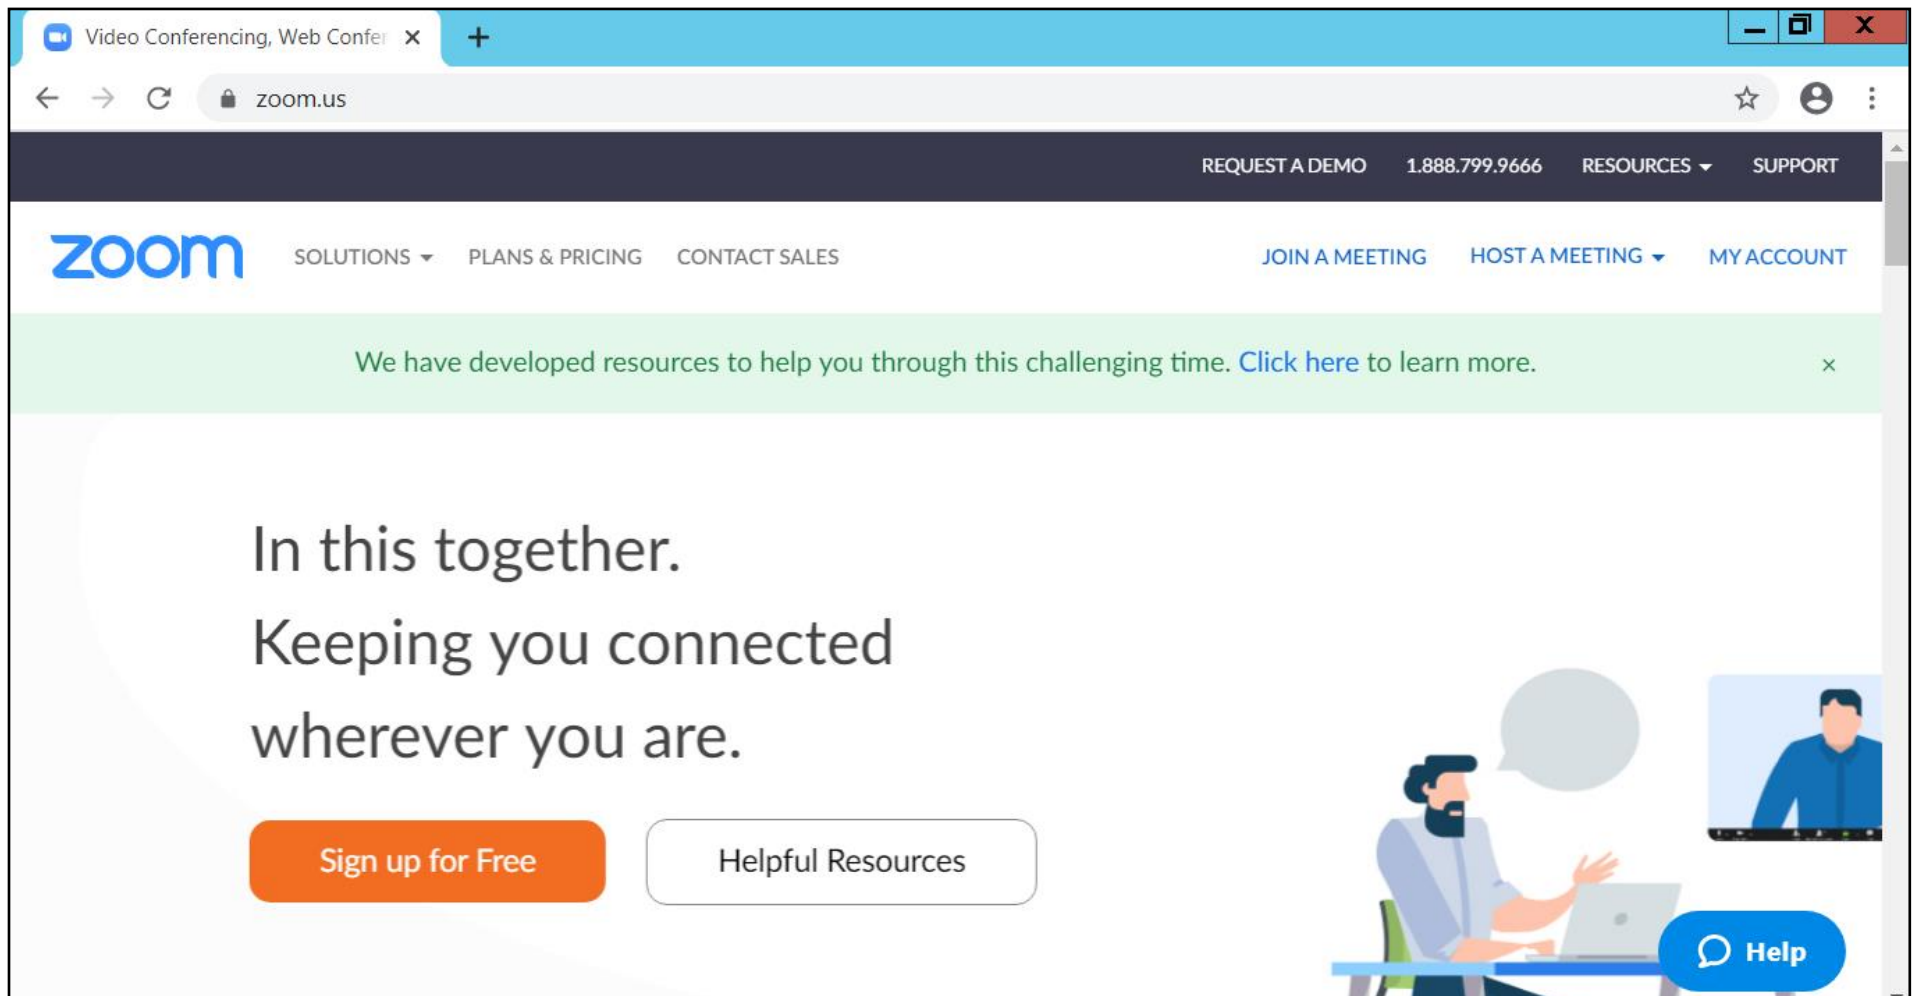 Video Conferencing, Web Confer
zoom.us
REQUEST A DEMO 1.888.799.9666 RESOURCES SUPPORT
zoom SOLUTIONS PLANS & PRICING CONTACT SALES JOIN A MEETING HOST A MEETING MY ACCOUNT
We have developed resources to help you through this challenging time. Click here to learn more.
In this together.
Keeping you connected
wherever you are.
Sign up for Free Helpful Resources
Help